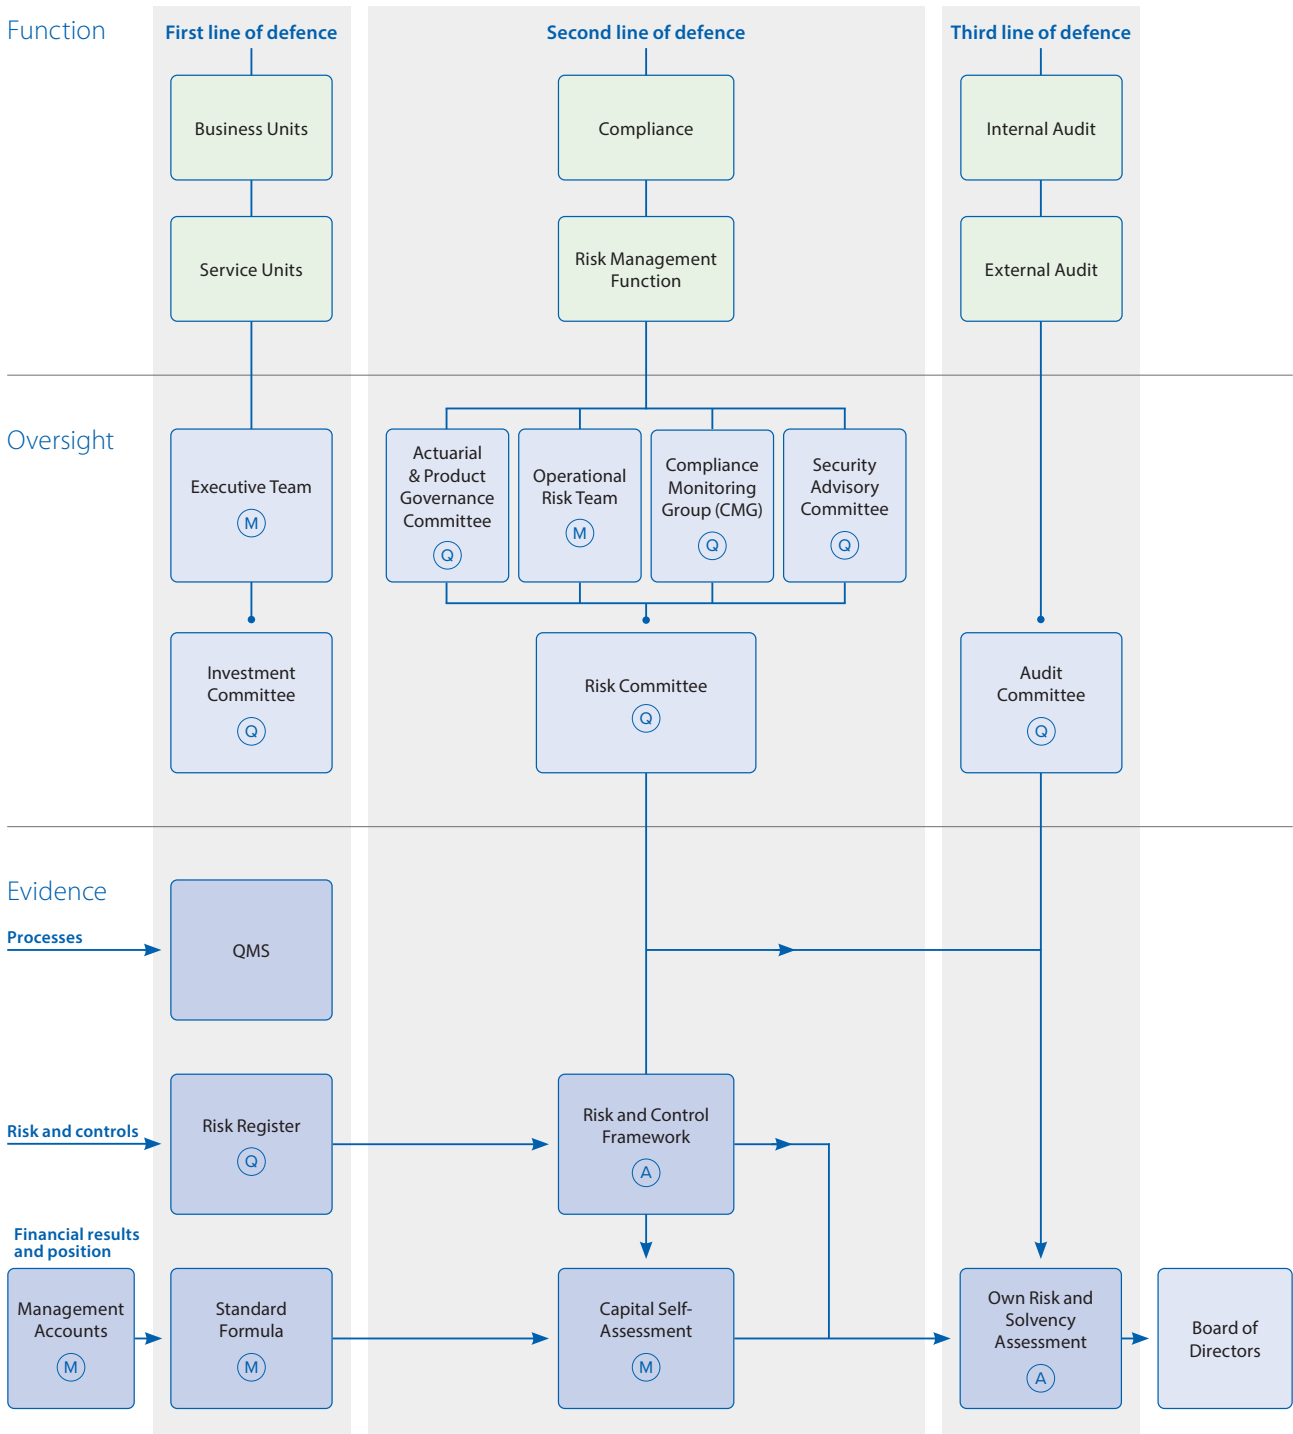 Function
First line of defence
Second line of defence
Third line of defence
Business Units
Compliance
Internal Audit
Service Units
Risk Management
Function
External Audit
Oversight
Executive Team
M
Actuarial
& Product
Governance
Committee
Q
Operational
Risk Team
M
Compliance
Monitoring
Group (CMG)
Q
Security
Advisory
Committee
Q
Investment
Committee
Q
Risk Committee
Q
Audit
Committee
Q
Evidence
Processes
QMS
Risk and controls
Risk Register
Q
Risk and Control
Framework
A
Financial results
and position
Management
Accounts
M
Standard
Formula
M
Capital Self-
Assessment
M
Own Risk and
Solvency
Assessment
A
Board of
Directors